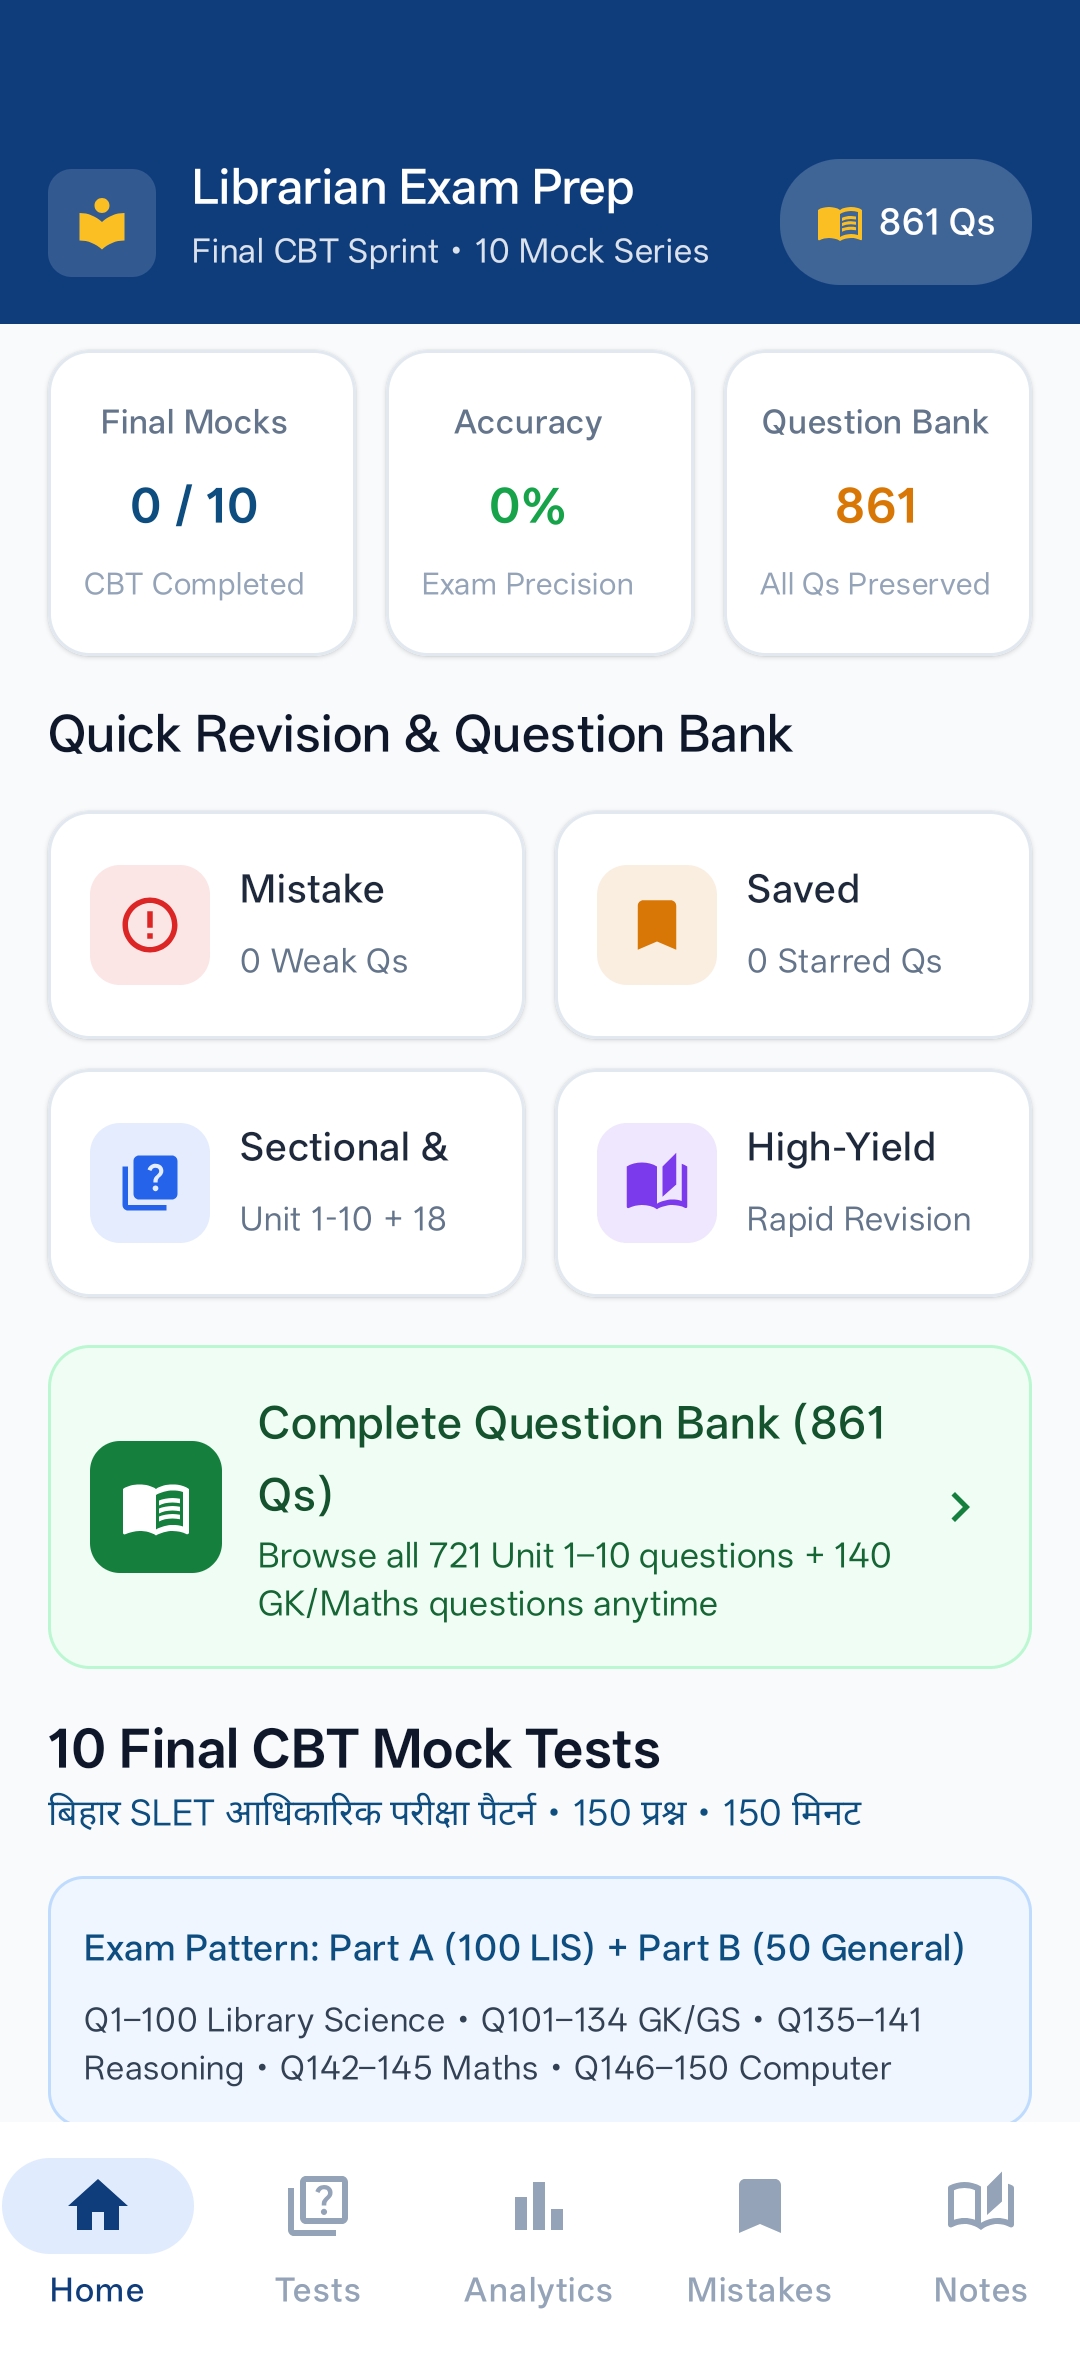 Librarian Exam Prep
Final CBT Sprint • 10 Mock Series
861 Qs
Final Mocks
0 / 10
CBT Completed
Accuracy
0%
Exam Precision
Question Bank
861
All Qs Preserved
Quick Revision & Question Bank
Mistake
0 Weak Qs
Saved
0 Starred Qs
Sectional &
Unit 1-10 + 18
High-Yield
Rapid Revision
Complete Question Bank (861
Qs)
Browse all 721 Unit 1–10 questions + 140
GK/Maths questions anytime
10 Final CBT Mock Tests
बिहार SLET आधिकारिक परीक्षा पैटर्न • 150 प्रश्न • 150 मिनट
Exam Pattern: Part A (100 LIS) + Part B (50 General)
Q1–100 Library Science • Q101–134 GK/GS • Q135–141
Reasoning • Q142–145 Maths • Q146–150 Computer
Home
Tests
Analytics
Mistakes
Notes